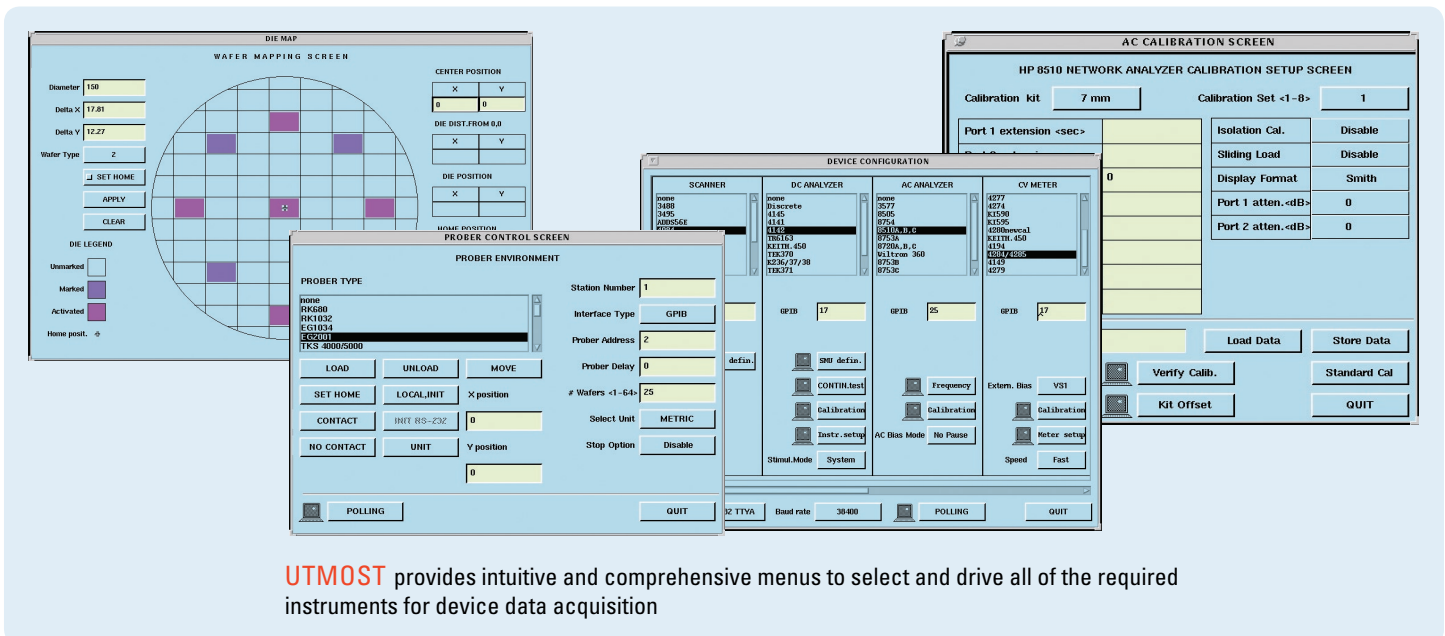 DIE MAP
WAFER MAPPING SCREEN
Diameter 150
Delta X 17.81
Delta Y 12.27
Wafer Type 2
SET HOME
APPLY
CLEAR
DIE LEGEND
Unmarked
Marked
Activated
Home posit.
CENTER POSITION
X Y
0 0
DIE DIST.FROM 0,0
X Y
DIE POSITION
X Y
HOME POSITION
PROBER CONTROL SCREEN
PROBER ENVIRONMENT
PROBER TYPE
none
RK680
RK1032
EG1034
EG2001
TKS 4000/5000
LOAD UNLOAD MOVE
SET HOME LOCAL,INIT X position
CONTACT INIT RS-232 0
NO CONTACT UNIT Y position
0
Station Number 1
Interface Type GPIB
Prober Address 2
Prober Delay 0
# Wafers <1-64> 25
Select Unit METRIC
Stop Option Disable
POLLING QUIT
DEVICE CONFIGURATION
SCANNER
none
3488
3495
ADDS56E
defin.
DC ANALYZER
none
Discrete
4145
4141
4142
TR6163
KEITH.450
TEK370
K236/37/38
TEK371
GPIB 17
SMU defin.
CONTIN.test
Calibration
Instr.setup
Stimul.Mode System
AC ANALYZER
none
3577
8505
8754
8510A,B,C
8753A
8720A,B,C
Wiltron 360
8753B
8753C
GPIB 25
Frequency
Calibration
AC Bias Mode No Pause
CV METER
4277
4274
KI590
KI595
4280newcal
KEITH.450
4194
4284/4285
4149
4279
GPIB 17
Extern. Bias VS1
Calibration
Meter setup
Speed Fast
TTYA Baud rate 38400 POLLING QUIT
AC CALIBRATION SCREEN
HP 8510 NETWORK ANALYZER CALIBRATION SETUP SCREEN
Calibration kit 7 mm Calibration Set <1-8> 1
Port 1 extension <sec>
0
Isolation Cal. Disable
Sliding Load Disable
Display Format Smith
Port 1 atten.<dB> 0
Port 2 atten.<dB> 0
Load Data Store Data
Verify Calib. Standard Cal
Kit Offset QUIT
UTMOST provides intuitive and comprehensive menus to select and drive all of the required
instruments for device data acquisition